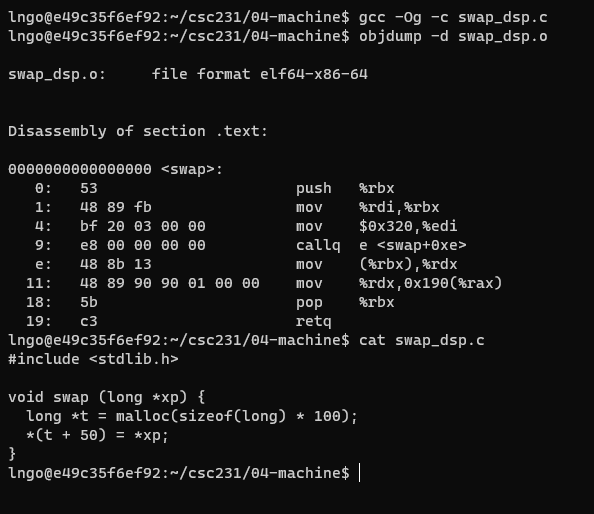 lngo@e49c35f6ef92:~/csc231/04-machine$ gcc -Og -c swap_dsp.c
lngo@e49c35f6ef92:~/csc231/04-machine$ objdump -d swap_dsp.o
swap_dsp.o:     file format elf64-x86-64
Disassembly of section .text:
0000000000000000 <swap>:
   0:   53                      push   %rbx
   1:   48 89 fb                mov    %rdi,%rbx
   4:   bf 20 03 00 00          mov    $0x320,%edi
   9:   e8 00 00 00 00          callq  e <swap+0xe>
   e:   48 8b 13                mov    (%rbx),%rdx
  11:   48 89 90 90 01 00 00    mov    %rdx,0x190(%rax)
  18:   5b                      pop    %rbx
  19:   c3                      retq
lngo@e49c35f6ef92:~/csc231/04-machine$ cat swap_dsp.c
#include <stdlib.h>
void swap (long *xp) {
  long *t = malloc(sizeof(long) * 100);
  *(t + 50) = *xp;
}
lngo@e49c35f6ef92:~/csc231/04-machine$